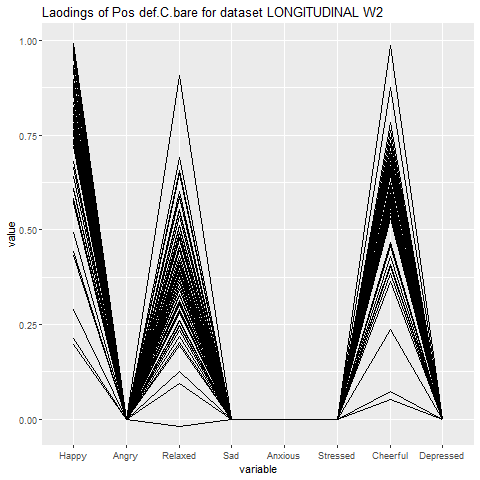 Laodings of Pos def.C.bare for dataset LONGITUDINAL W2
1.00
0.75
value
0.50
0.25
0.00
Happy Angry Relaxed Sad Anxious Stressed Cheerful Depressed
variable